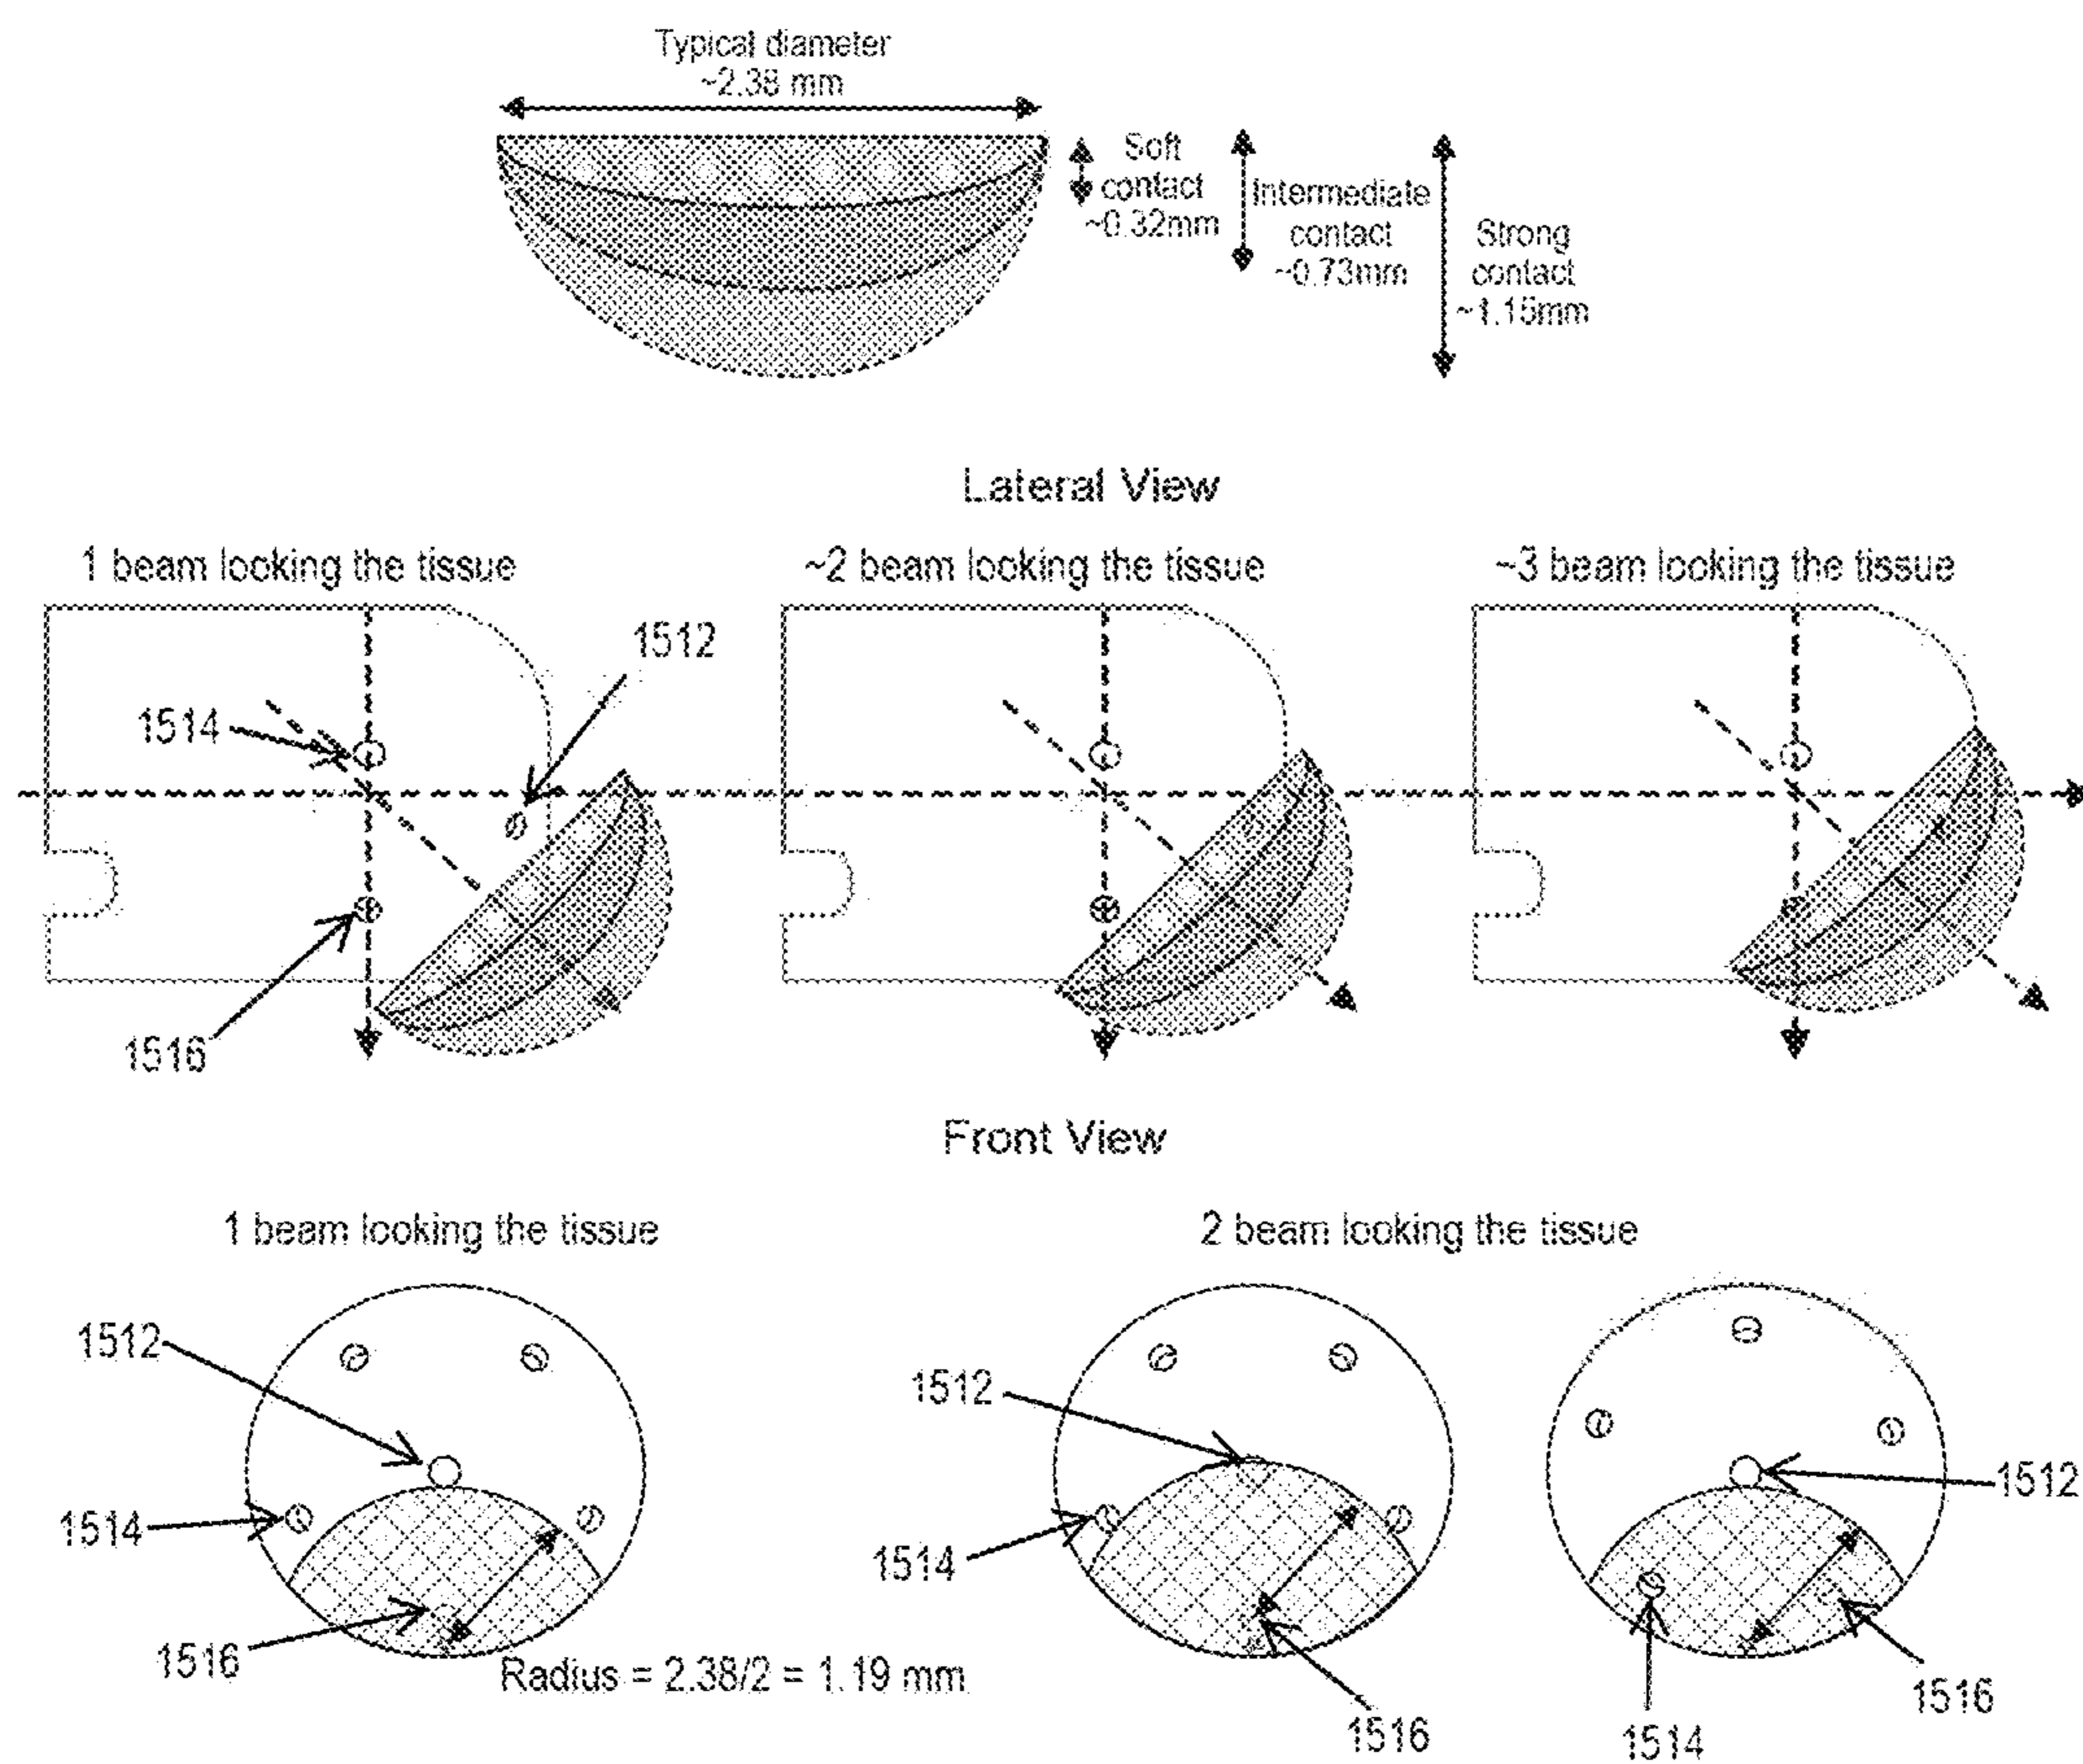 Typical diameter
~2.38 mm
Soft
contact
~0.32mm
Intermediate
contact
~0.73mm
Strong
contact
~1.15mm
Lateral View
1 beam looking the tissue
~2 beam looking the tissue
~3 beam looking the tissue
1512
1514
1516
Front View
1 beam looking the tissue
2 beam looking the tissue
1512
1514
1516
Radius = 2.38/2 = 1.19 mm
1512
1514
1516
1512
1514
1516